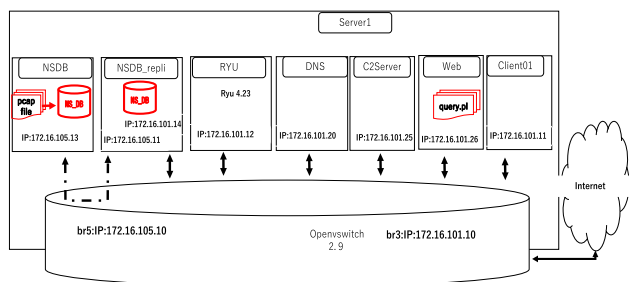 Server1
NSDB
NSDB_repli
RYU
DNS
C2Server
Web
Client01
pcap
file
NS_DB
NS_DB
Ryu 4.23
query.pl
IP:172.16.105.13
IP:172.16.101.14
IP:172.16.105.11
IP:172.16.101.12
IP:172.16.101.20
IP:172.16.101.25
IP:172.16.101.26
IP:172.16.101.11
Internet
br5:IP:172.16.105.10
Openvswitch
2.9
br3:IP:172.16.101.10